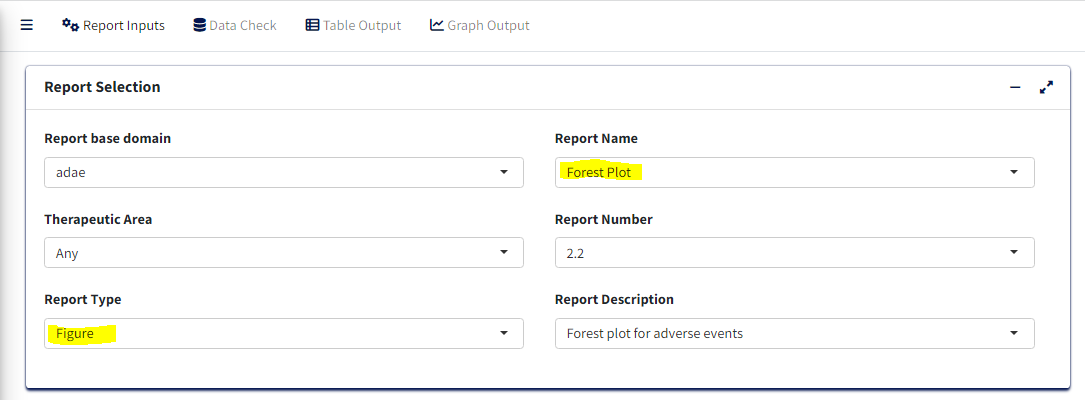 Report Inputs Data Check Table Output Graph Output
Report Selection
Report base domain Report Name
adae Forest Plot
Therapeutic Area Report Number
Any 2.2
Report Type Report Description
Figure Forest plot for adverse events